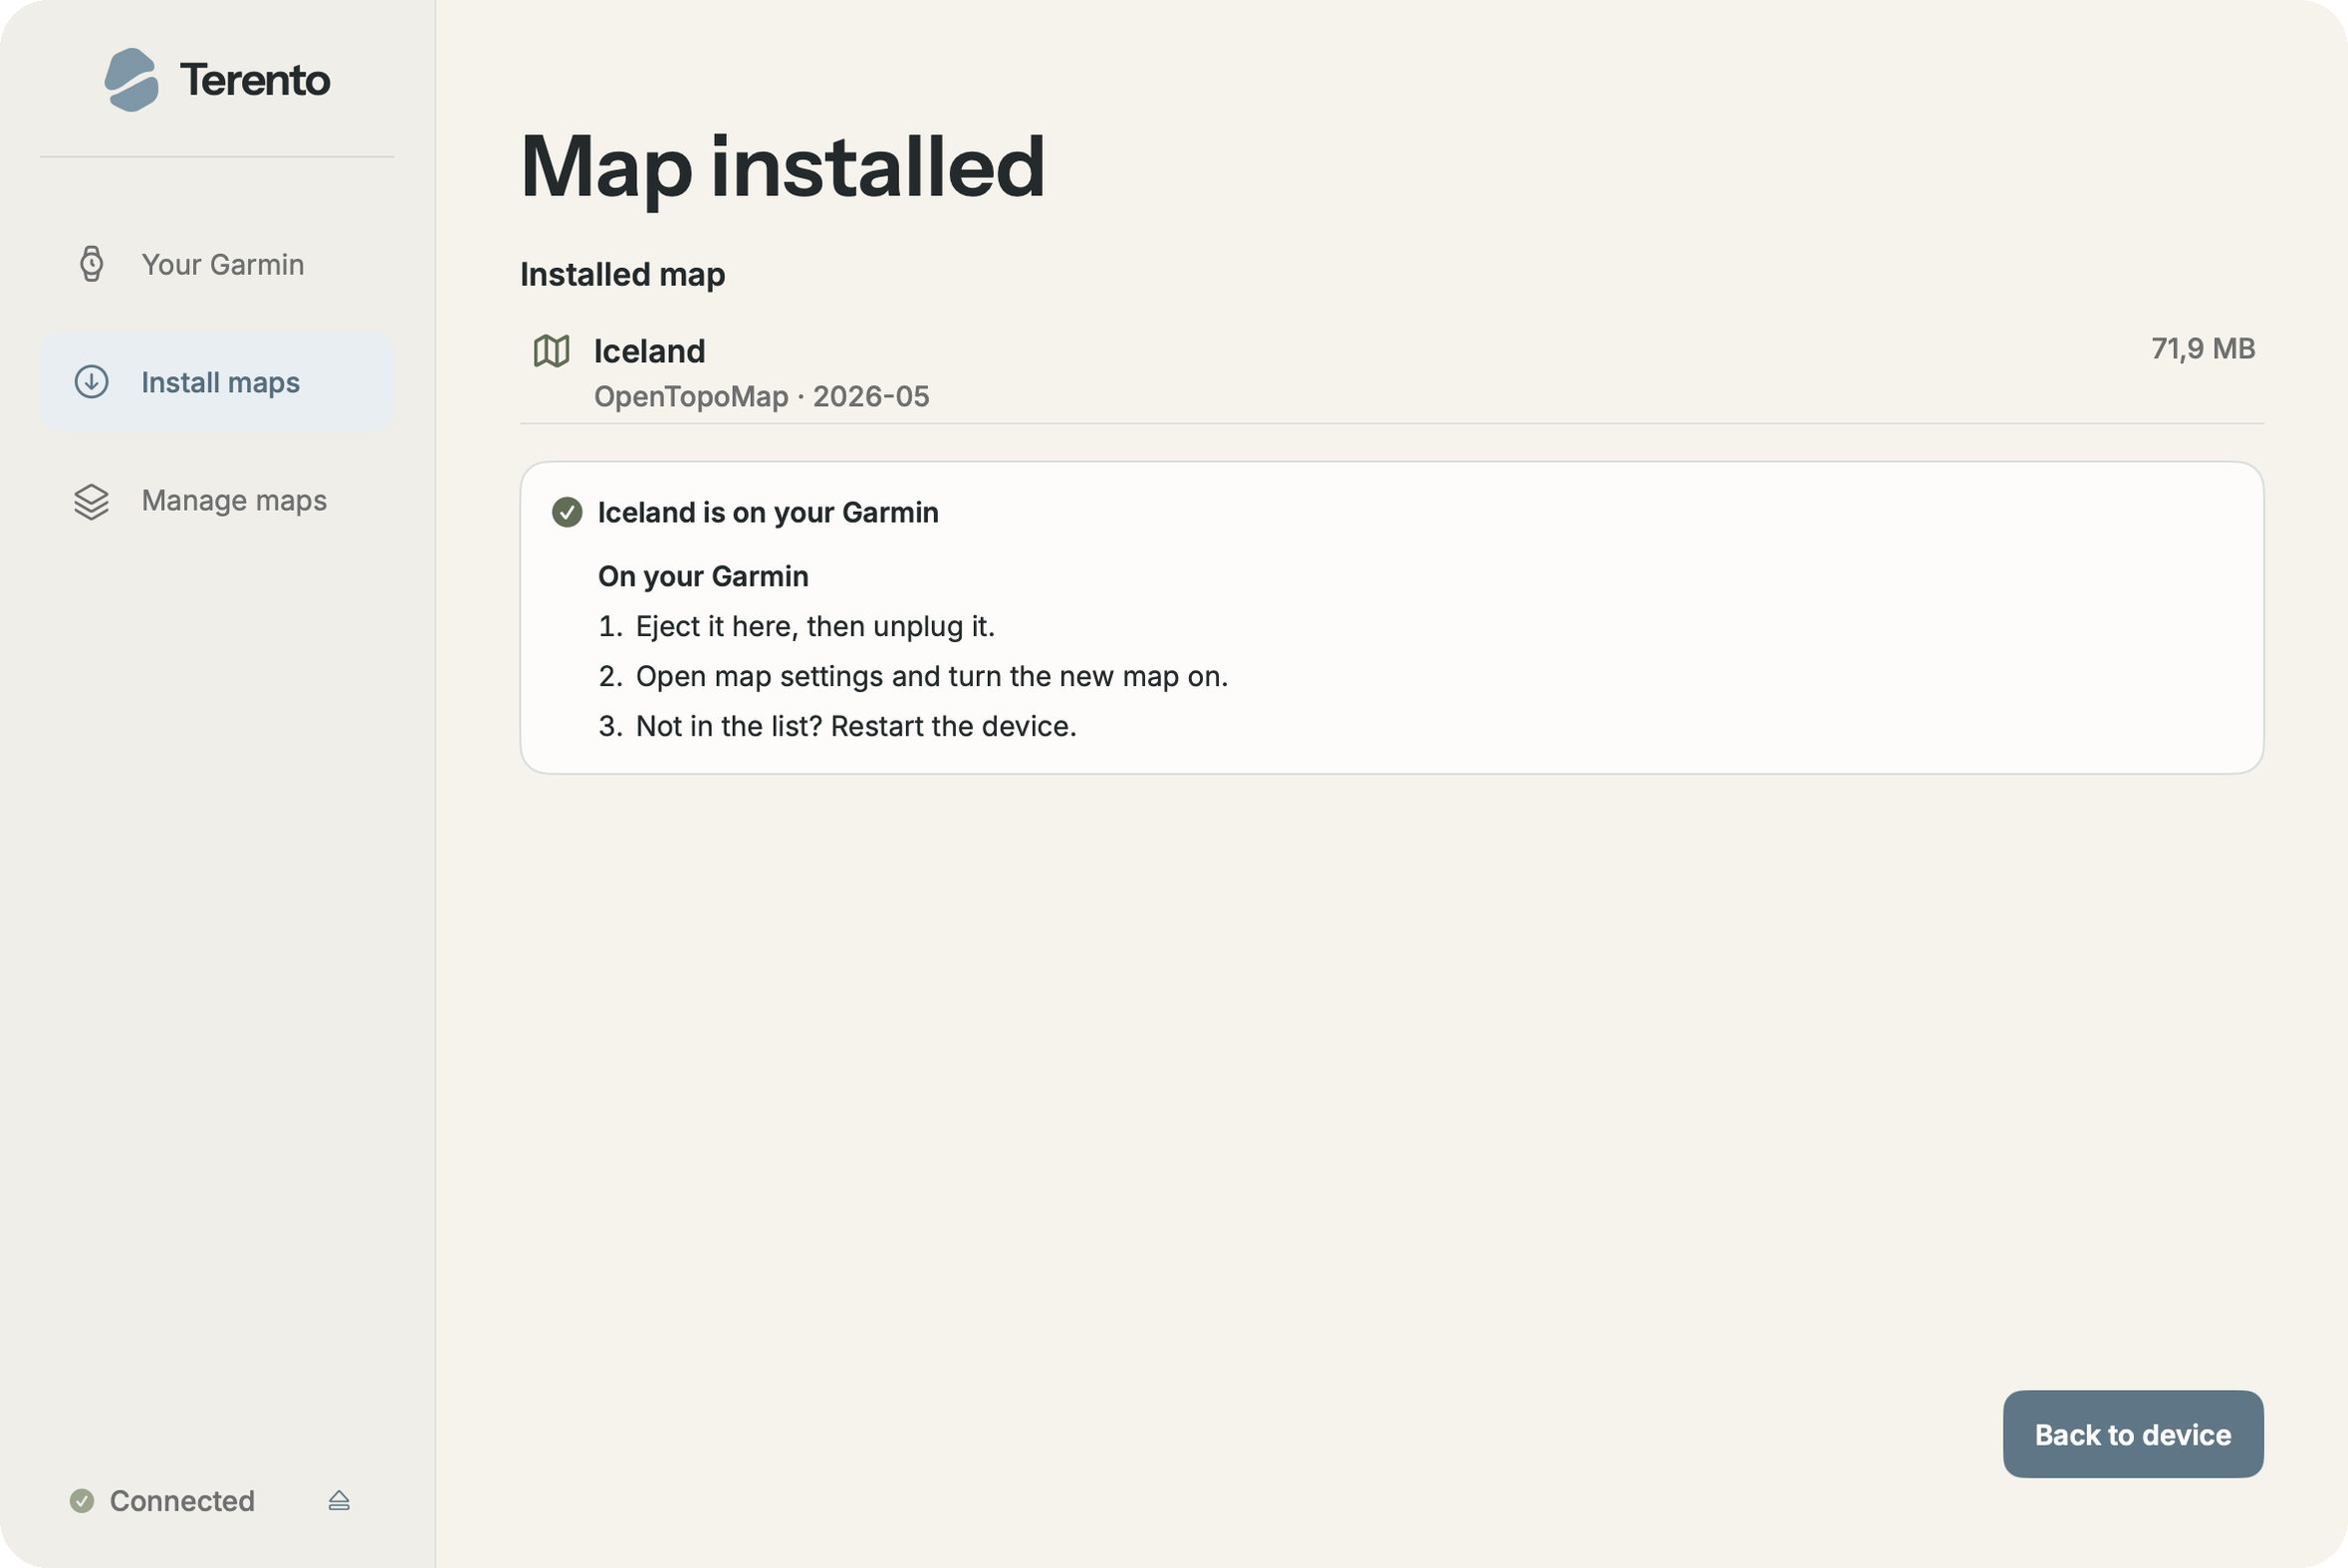 Terento
Your Garmin
Install maps
Manage maps
Connected
Map installed
Installed map
Iceland
71,9 MB
OpenTopoMap · 2026-05
Iceland is on your Garmin
On your Garmin
1. Eject it here, then unplug it.
2. Open map settings and turn the new map on.
3. Not in the list? Restart the device.
Back to device